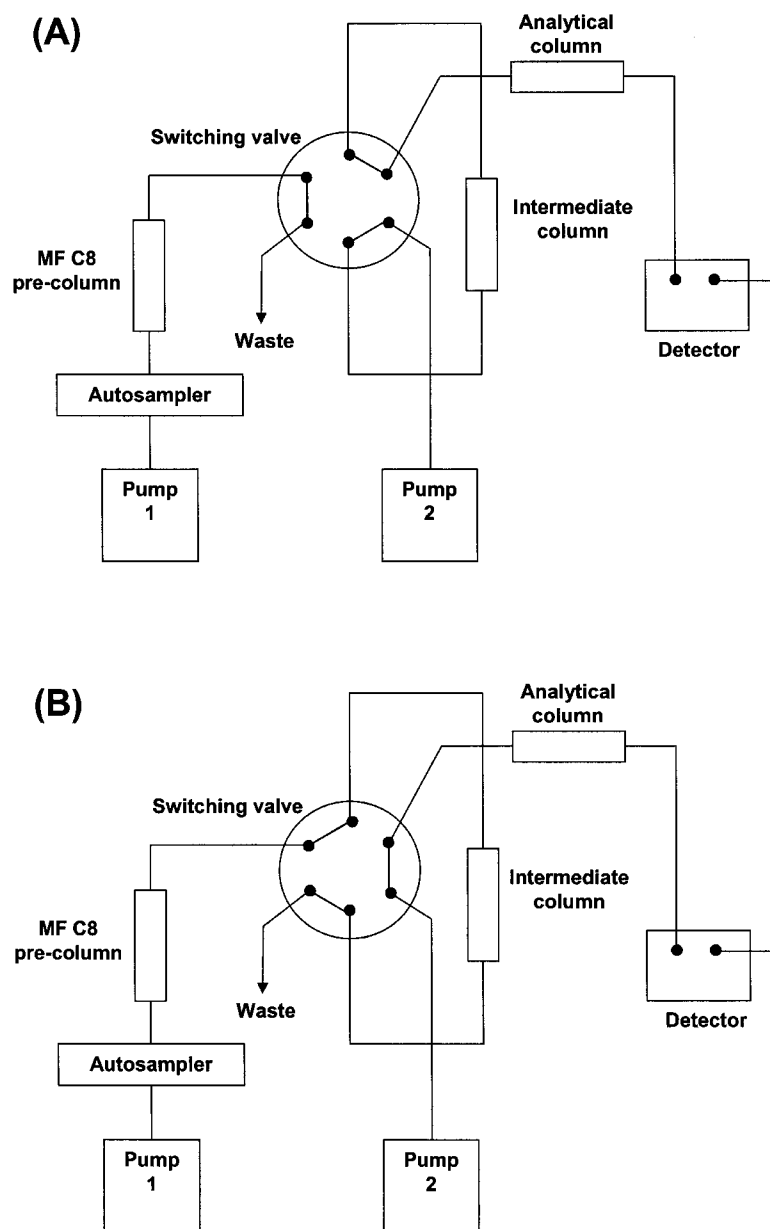 (A)
Analytical
column
Switching valve
MF C8
pre-column
Intermediate
column
Waste
Detector
Autosampler
Pump
1
Pump
2
(B)
Analytical
column
Switching valve
MF C8
pre-column
Intermediate
column
Waste
Detector
Autosampler
Pump
1
Pump
2